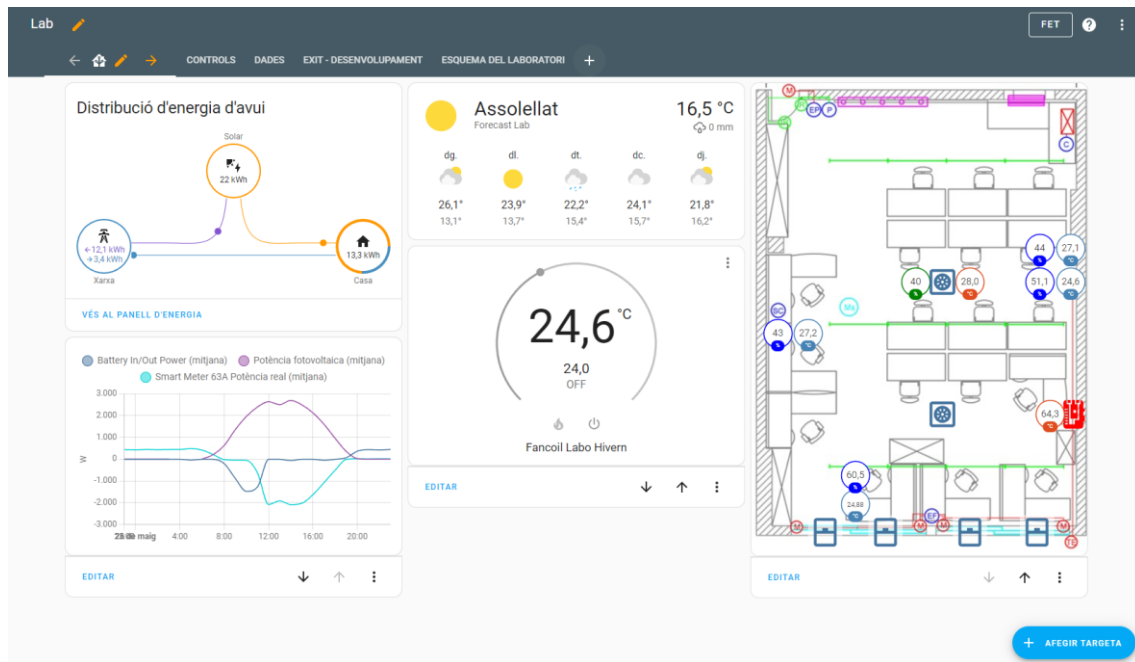 Lab
FET
CONTROLS DADES EXIT - DESENVOLUPAMENT ESQUEMA DEL LABORATORI +
Distribució d'energia d'avui
Solar
22 kWh
←12,1 kWh
→3,4 kWh
Xarxa
13,3 kWh
Casa
VÉS AL PANELL D'ENERGIA
Battery In/Out Power (mitjana) Potència fotovoltaica (mitjana)
Smart Meter 63A Potència real (mitjana)
W
3.000
2.000
1.000
0
-1.000
-2.000
-3.000
4:00 8:00 12:00 16:00 20:00
EDITAR
Assolellat
Forecast Lab
16,5 °C
0 mm
dg. dl. dt. dc. dj.
26,1° 23,9° 22,2° 24,1° 21,8°
13,1° 13,7° 15,4° 15,7° 16,2°
24,6 °C
24,0
OFF
Fancoil Labo Hivern
EDITAR
M
EP P
C
44 27,1
% °C
40 28,0
% °C
51,1 24,6
% °C
SC
Me
43 27,2
% °C
64,3
°C
60,5
%
24,88
°C
EF
M M M M
TE
EDITAR
+ AFEGIR TARGETA